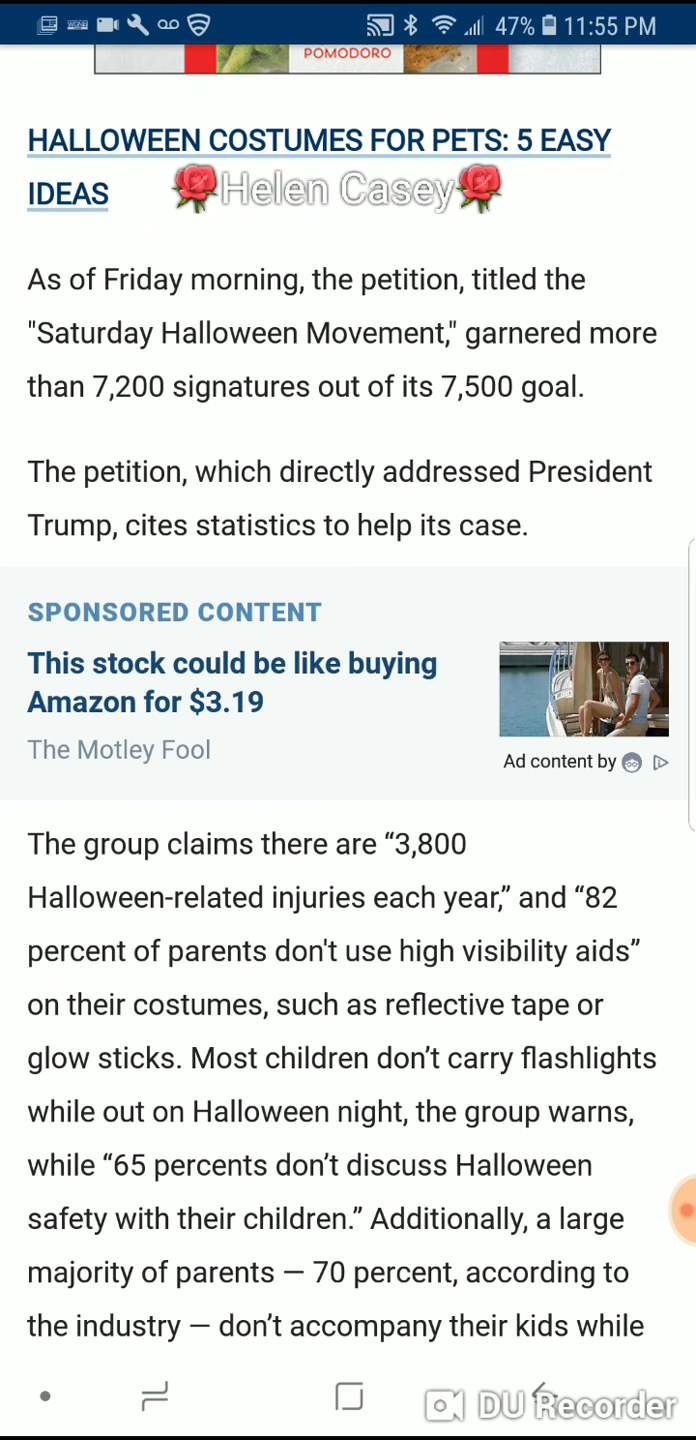 47% 11:55 PM
POMODORO
HALLOWEEN COSTUMES FOR PETS: 5 EASY
IDEAS
🌹Helen Casey🌹
As of Friday morning, the petition, titled the
"Saturday Halloween Movement," garnered more
than 7,200 signatures out of its 7,500 goal.
The petition, which directly addressed President
Trump, cites statistics to help its case.
SPONSORED CONTENT
This stock could be like buying
Amazon for $3.19
The Motley Fool
Ad content by
The group claims there are “3,800
Halloween-related injuries each year,” and “82
percent of parents don't use high visibility aids”
on their costumes, such as reflective tape or
glow sticks. Most children don’t carry flashlights
while out on Halloween night, the group warns,
while “65 percents don’t discuss Halloween
safety with their children.” Additionally, a large
majority of parents — 70 percent, according to
the industry — don’t accompany their kids while
DU Recorder